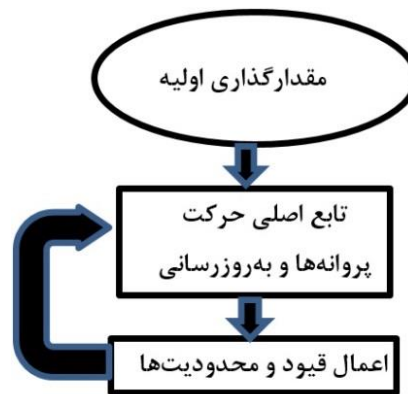 مقدارگذاری اولیه
تابع اصلی حرکت
پروانه‌ها و به‌روزرسانی
اعمال قیود و محدودیت‌ها